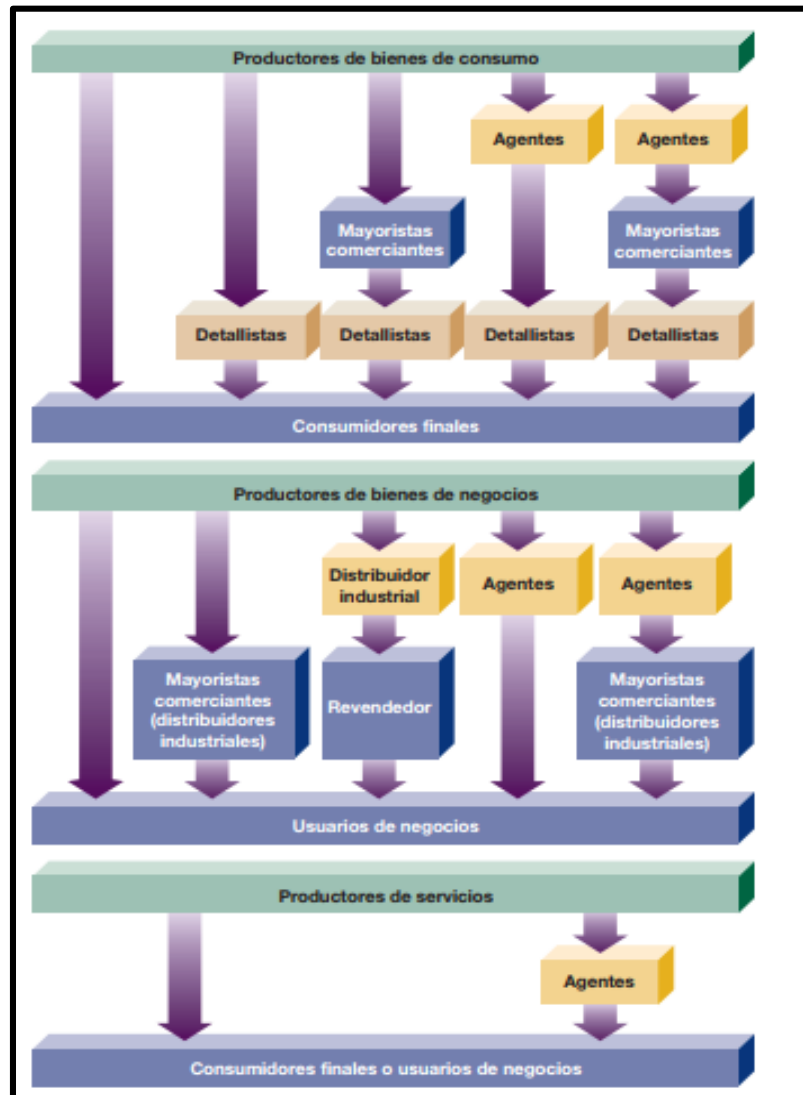 Productores de bienes de consumo
Agentes
Agentes
Mayoristas
comerciantes
Mayoristas
comerciantes
Detallistas
Detallistas
Detallistas
Detallistas
Consumidores finales
Productores de bienes de negocios
Distribuidor
industrial
Agentes
Agentes
Mayoristas
comerciantes
(distribuidores
industriales)
Revendedor
Mayoristas
comerciantes
(distribuidores
industriales)
Usuarios de negocios
Productores de servicios
Agentes
Consumidores finales o usuarios de negocios